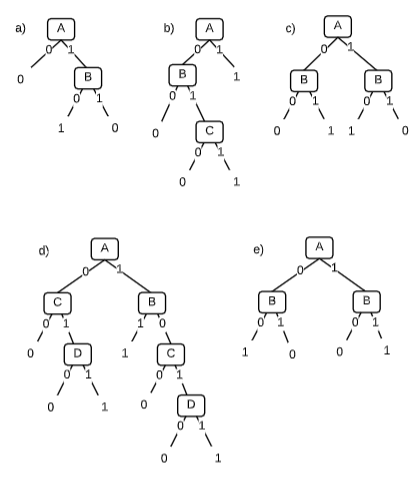 a) A b) A c) A
0 1 0 1 0 1
0 B B 1 B B
0 1 0 1 0 1 0 1
1 0 0 C 0 1 1 0
0 1
0 1
d) A e) A
0 1 0 1
C B B B
0 1 1 0 0 1 0 1
0 D 1 C 1 0 0 1
0 1 0 1
0 1 0 D
0 1
0 1